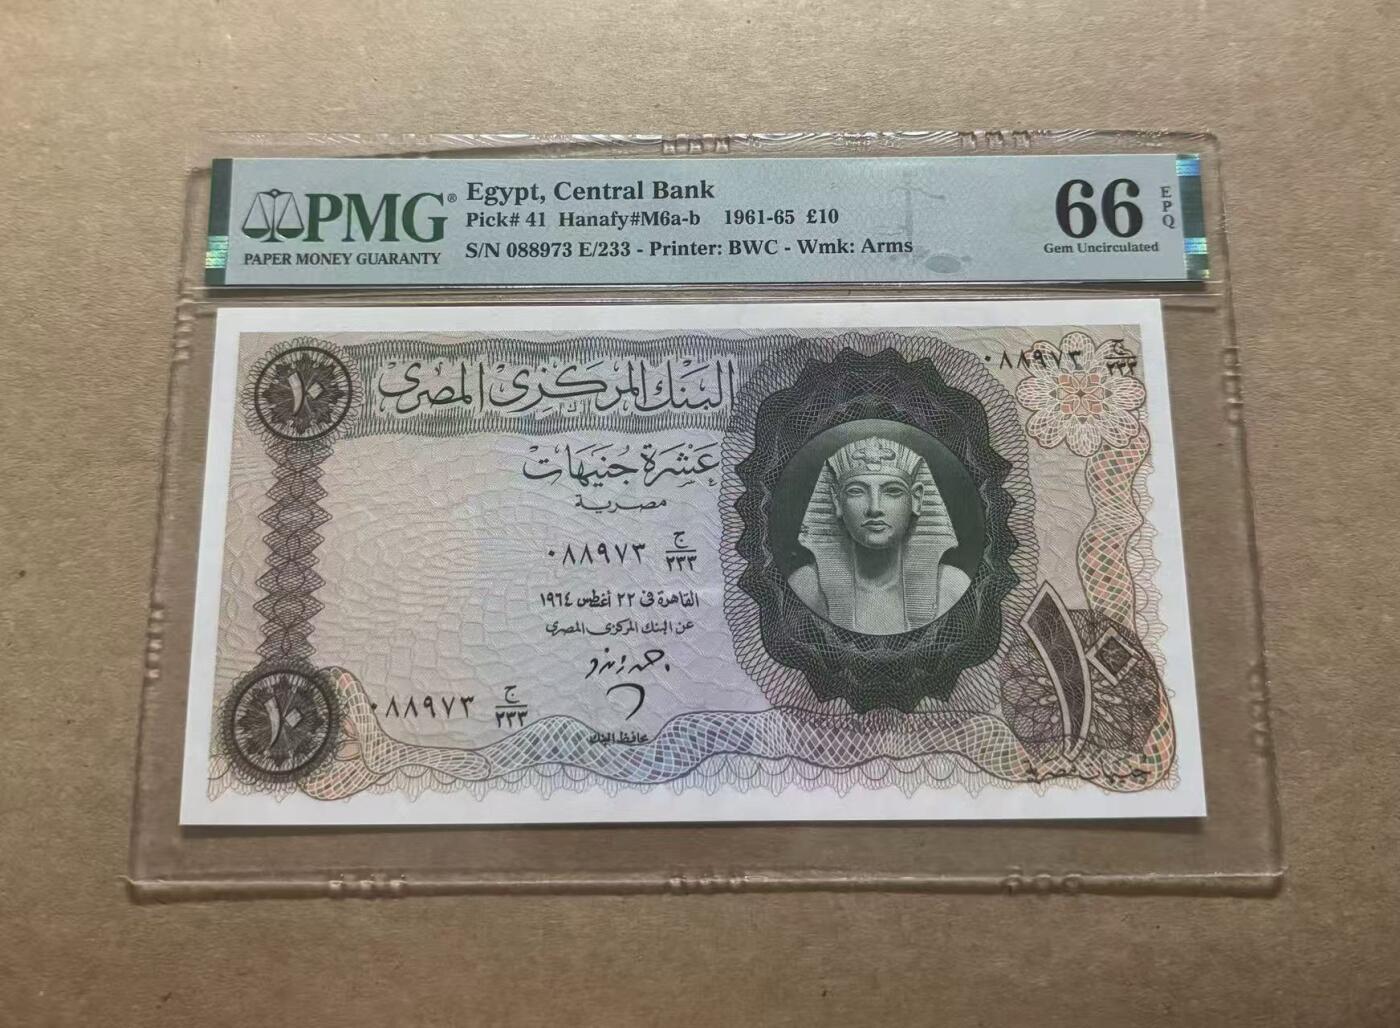 PMG®
PAPER MONEY GUARANTY
Egypt, Central Bank
Pick# 41 Hanafy#M6a-b 1961-65 £10
S/N 088973 E/233 - Printer: BWC - Wmk: Arms
66
EPQ
Gem Uncirculated
١٠
البنك المركزى المصرى
٠٨٨٩٧٣ ج/٢٣٣
عشرة جنيهات
مصرية
٠٨٨٩٧٣ ج/٢٣٣
القاهرة فى ٢٢ أغسطس ١٩٦٤
عن البنك المركزى المصرى
٠٨٨٩٧٣ ج/٢٣٣
محافظ البنك
١٠
١٠